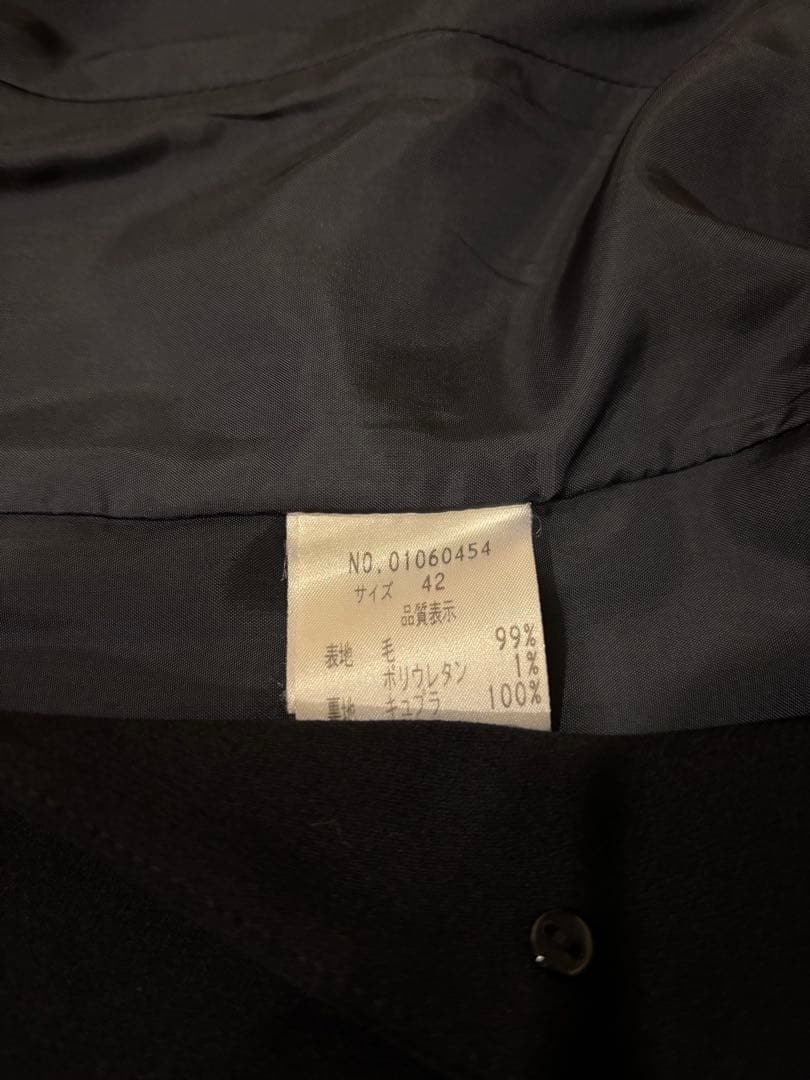 NO.01060454
サイズ 42
品質表示
表地 毛 99%
ポリウレタン 1%
裏地 キュプラ 100%